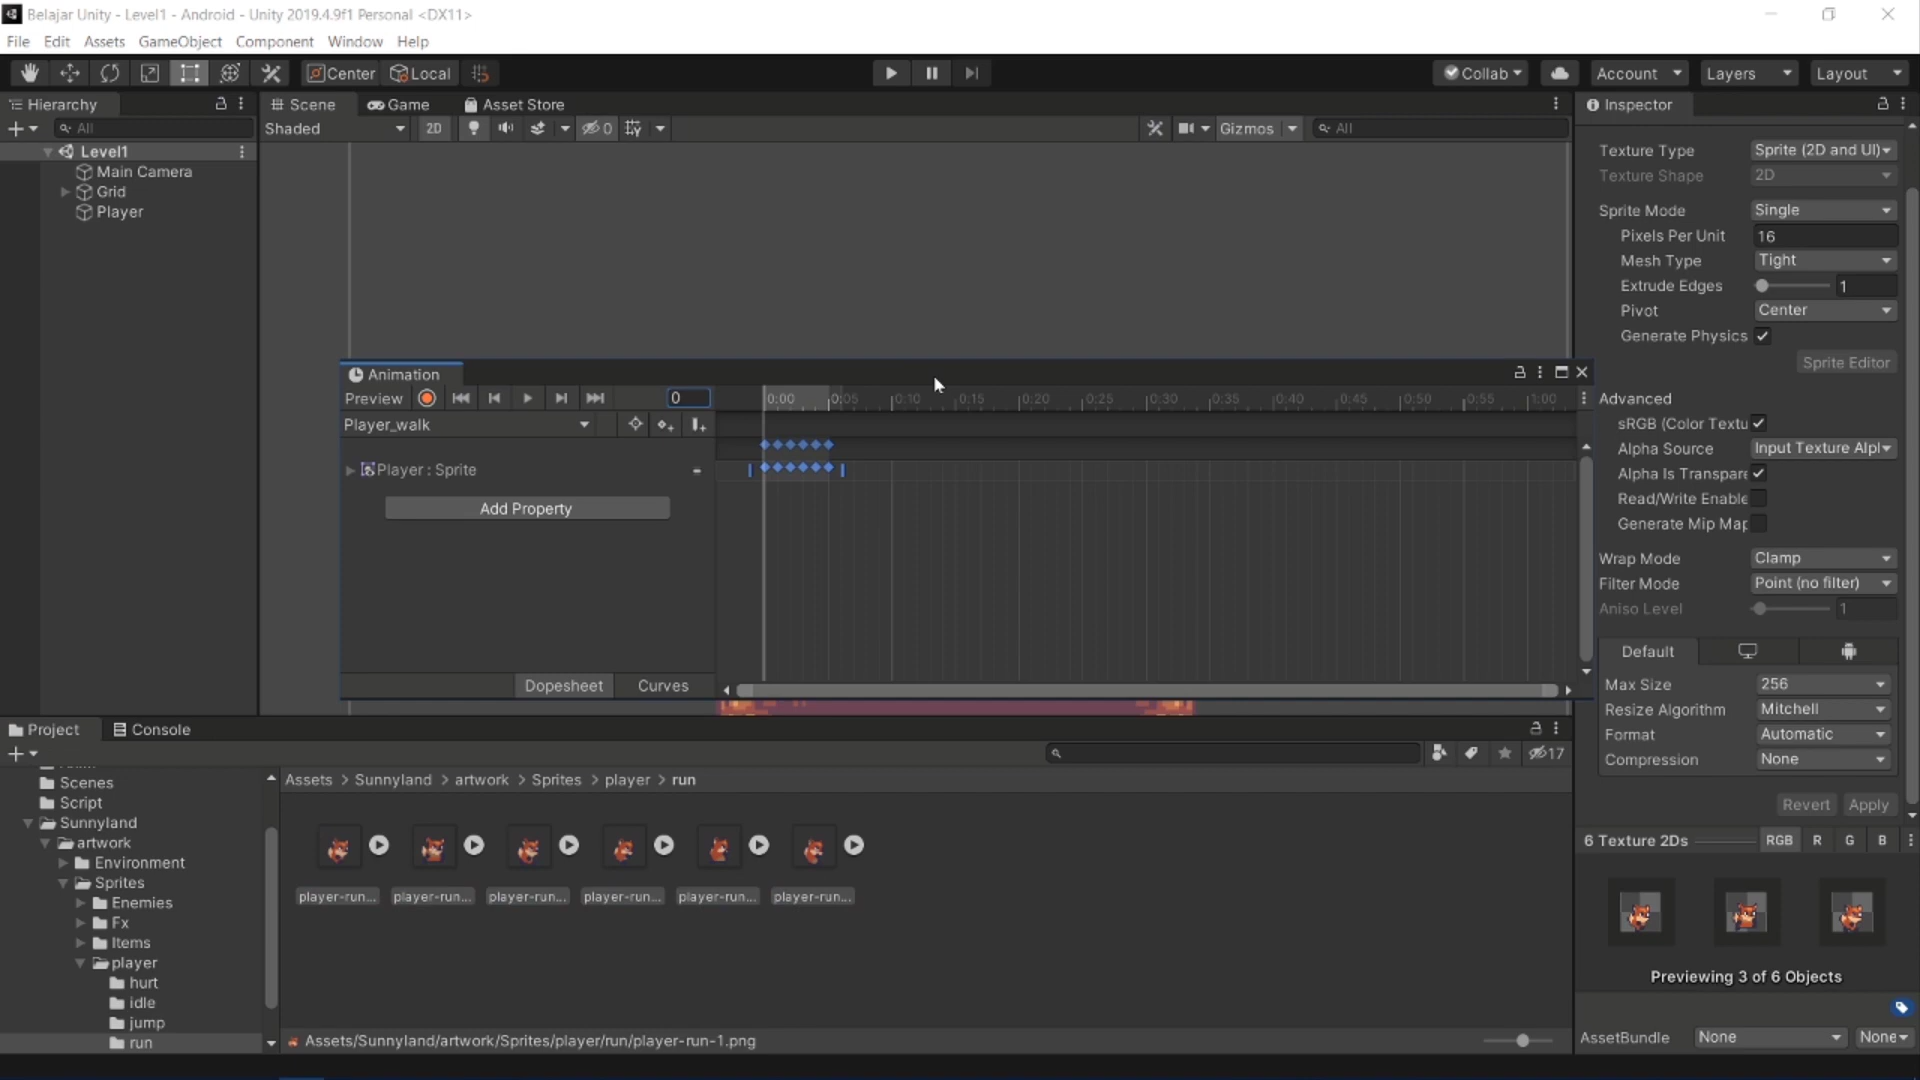 Belajar Unity - Level1 - Android - Unity 2019.4.9f1 Personal <DX11>
File Edit Assets GameObject Component Window Help
Center Local Collab Account Layers Layout
Hierarchy
All
Level1
Main Camera
Grid
Player
Scene Game Asset Store
Shaded 2D 0 Gizmos All
Animation
Preview 0 0:00 0:05 0:10 0:15 0:20 0:25 0:30 0:35 0:40 0:45 0:50 0:55 1:00
Player_walk
Player : Sprite
Add Property
Dopesheet Curves
Inspector
Texture Type Sprite (2D and UI)
Texture Shape 2D
Sprite Mode Single
Pixels Per Unit 16
Mesh Type Tight
Extrude Edges 1
Pivot Center
Generate Physics
Sprite Editor
Advanced
sRGB (Color Textu
Alpha Source Input Texture Alpl
Alpha Is Transpare
Read/Write Enable
Generate Mip Map
Wrap Mode Clamp
Filter Mode Point (no filter)
Aniso Level 1
Default
Max Size 256
Resize Algorithm Mitchell
Format Automatic
Compression None
Revert Apply
6 Texture 2Ds RGB R G B
Previewing 3 of 6 Objects
AssetBundle None None
Project Console
17
Scenes
Script
Sunnyland
artwork
Environment
Sprites
Enemies
Fx
Items
player
hurt
idle
jump
run
Assets > Sunnyland > artwork > Sprites > player > run
player-run... player-run... player-run... player-run... player-run... player-run...
Assets/Sunnyland/artwork/Sprites/player/run/player-run-1.png